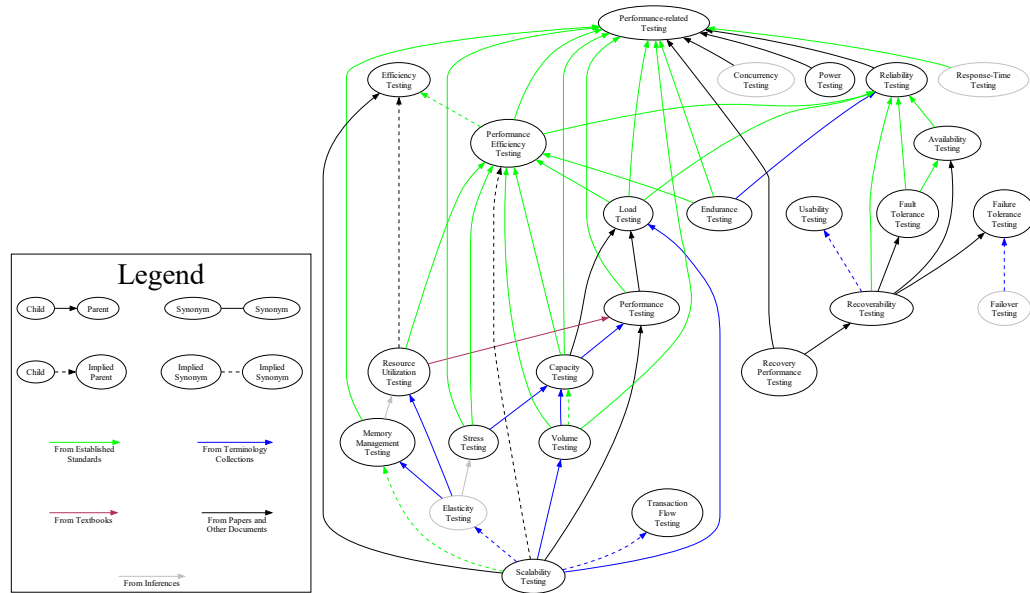 Performance-related
Testing
Efficiency
Testing
Concurrency
Testing
Power
Testing
Reliability
Testing
Response-Time
Testing
Performance
Efficiency
Testing
Availability
Testing
Load
Testing
Endurance
Testing
Usability
Testing
Fault
Tolerance
Testing
Failure
Tolerance
Testing
Legend
Child
Parent
Synonym
Synonym
Child
Implied
Parent
Implied
Synonym
Implied
Synonym
From Established
Standards
From Terminology
Collections
From Textbooks
From Papers and
Other Documents
From Inferences
Performance
Testing
Recoverability
Testing
Failover
Testing
Resource
Utilization
Testing
Capacity
Testing
Recovery
Performance
Testing
Memory
Management
Testing
Stress
Testing
Volume
Testing
Elasticity
Testing
Transaction
Flow
Testing
Scalability
Testing